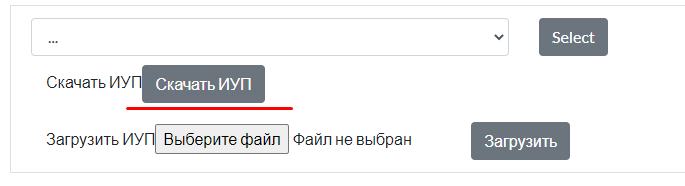 ... Select
Скачать ИУП Скачать ИУП
Загрузить ИУП Выберите файл Файл не выбран Загрузить